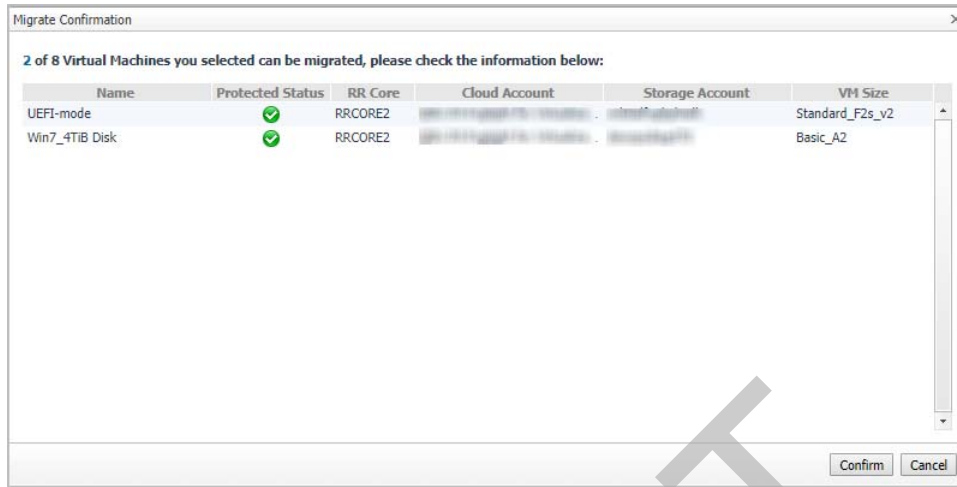 Migrate Confirmation
2 of 8 Virtual Machines you selected can be migrated, please check the information below:
Name Protected Status RR Core Cloud Account Storage Account VM Size
UEFI-mode RRCORE2 Standard_F2s_v2
Win7_4TiB Disk RRCORE2 Basic_A2
Confirm Cancel